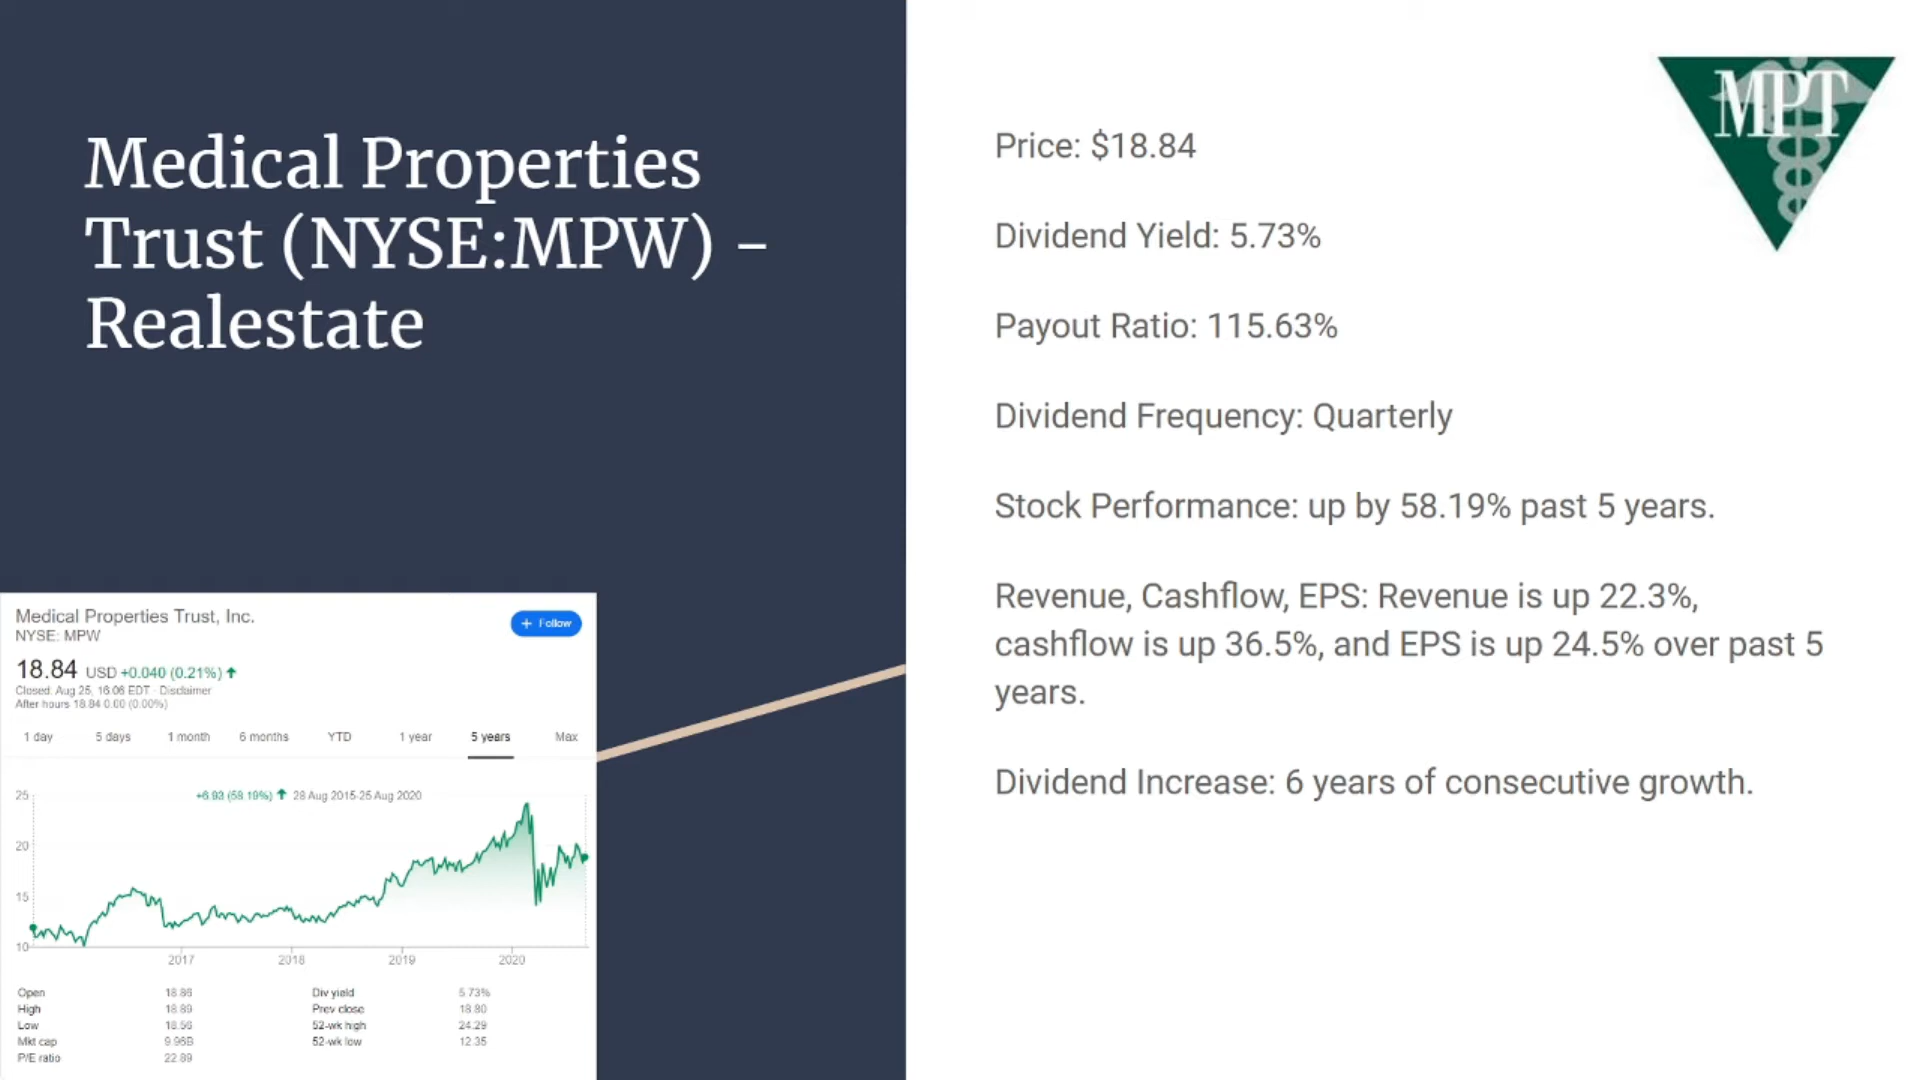 Medical Properties
Trust (NYSE:MPW) -
Realestate
MPT
Price: $18.84
Dividend Yield: 5.73%
Payout Ratio: 115.63%
Dividend Frequency: Quarterly
Stock Performance: up by 58.19% past 5 years.
Revenue, Cashflow, EPS: Revenue is up 22.3%,
cashflow is up 36.5%, and EPS is up 24.5% over past 5
years.
Dividend Increase: 6 years of consecutive growth.
Medical Properties Trust, Inc.
NYSE: MPW
+ Follow
18.84 USD +0.040 (0.21%)
Closed: Aug 25, 16:06 EDT · Disclaimer
After hours 18.84 0.00 (0.00%)
1 day 5 days 1 month 6 months YTD 1 year 5 years Max
+6.93 (58.19%) 28 Aug 2015-25 Aug 2020
25
20
15
10
2017 2018 2019 2020
Open 18.86 Div yield 5.73%
High 18.89 Prev close 18.80
Low 18.56 52-wk high 24.29
Mkt cap 9.96B 52-wk low 12.35
P/E ratio 22.89